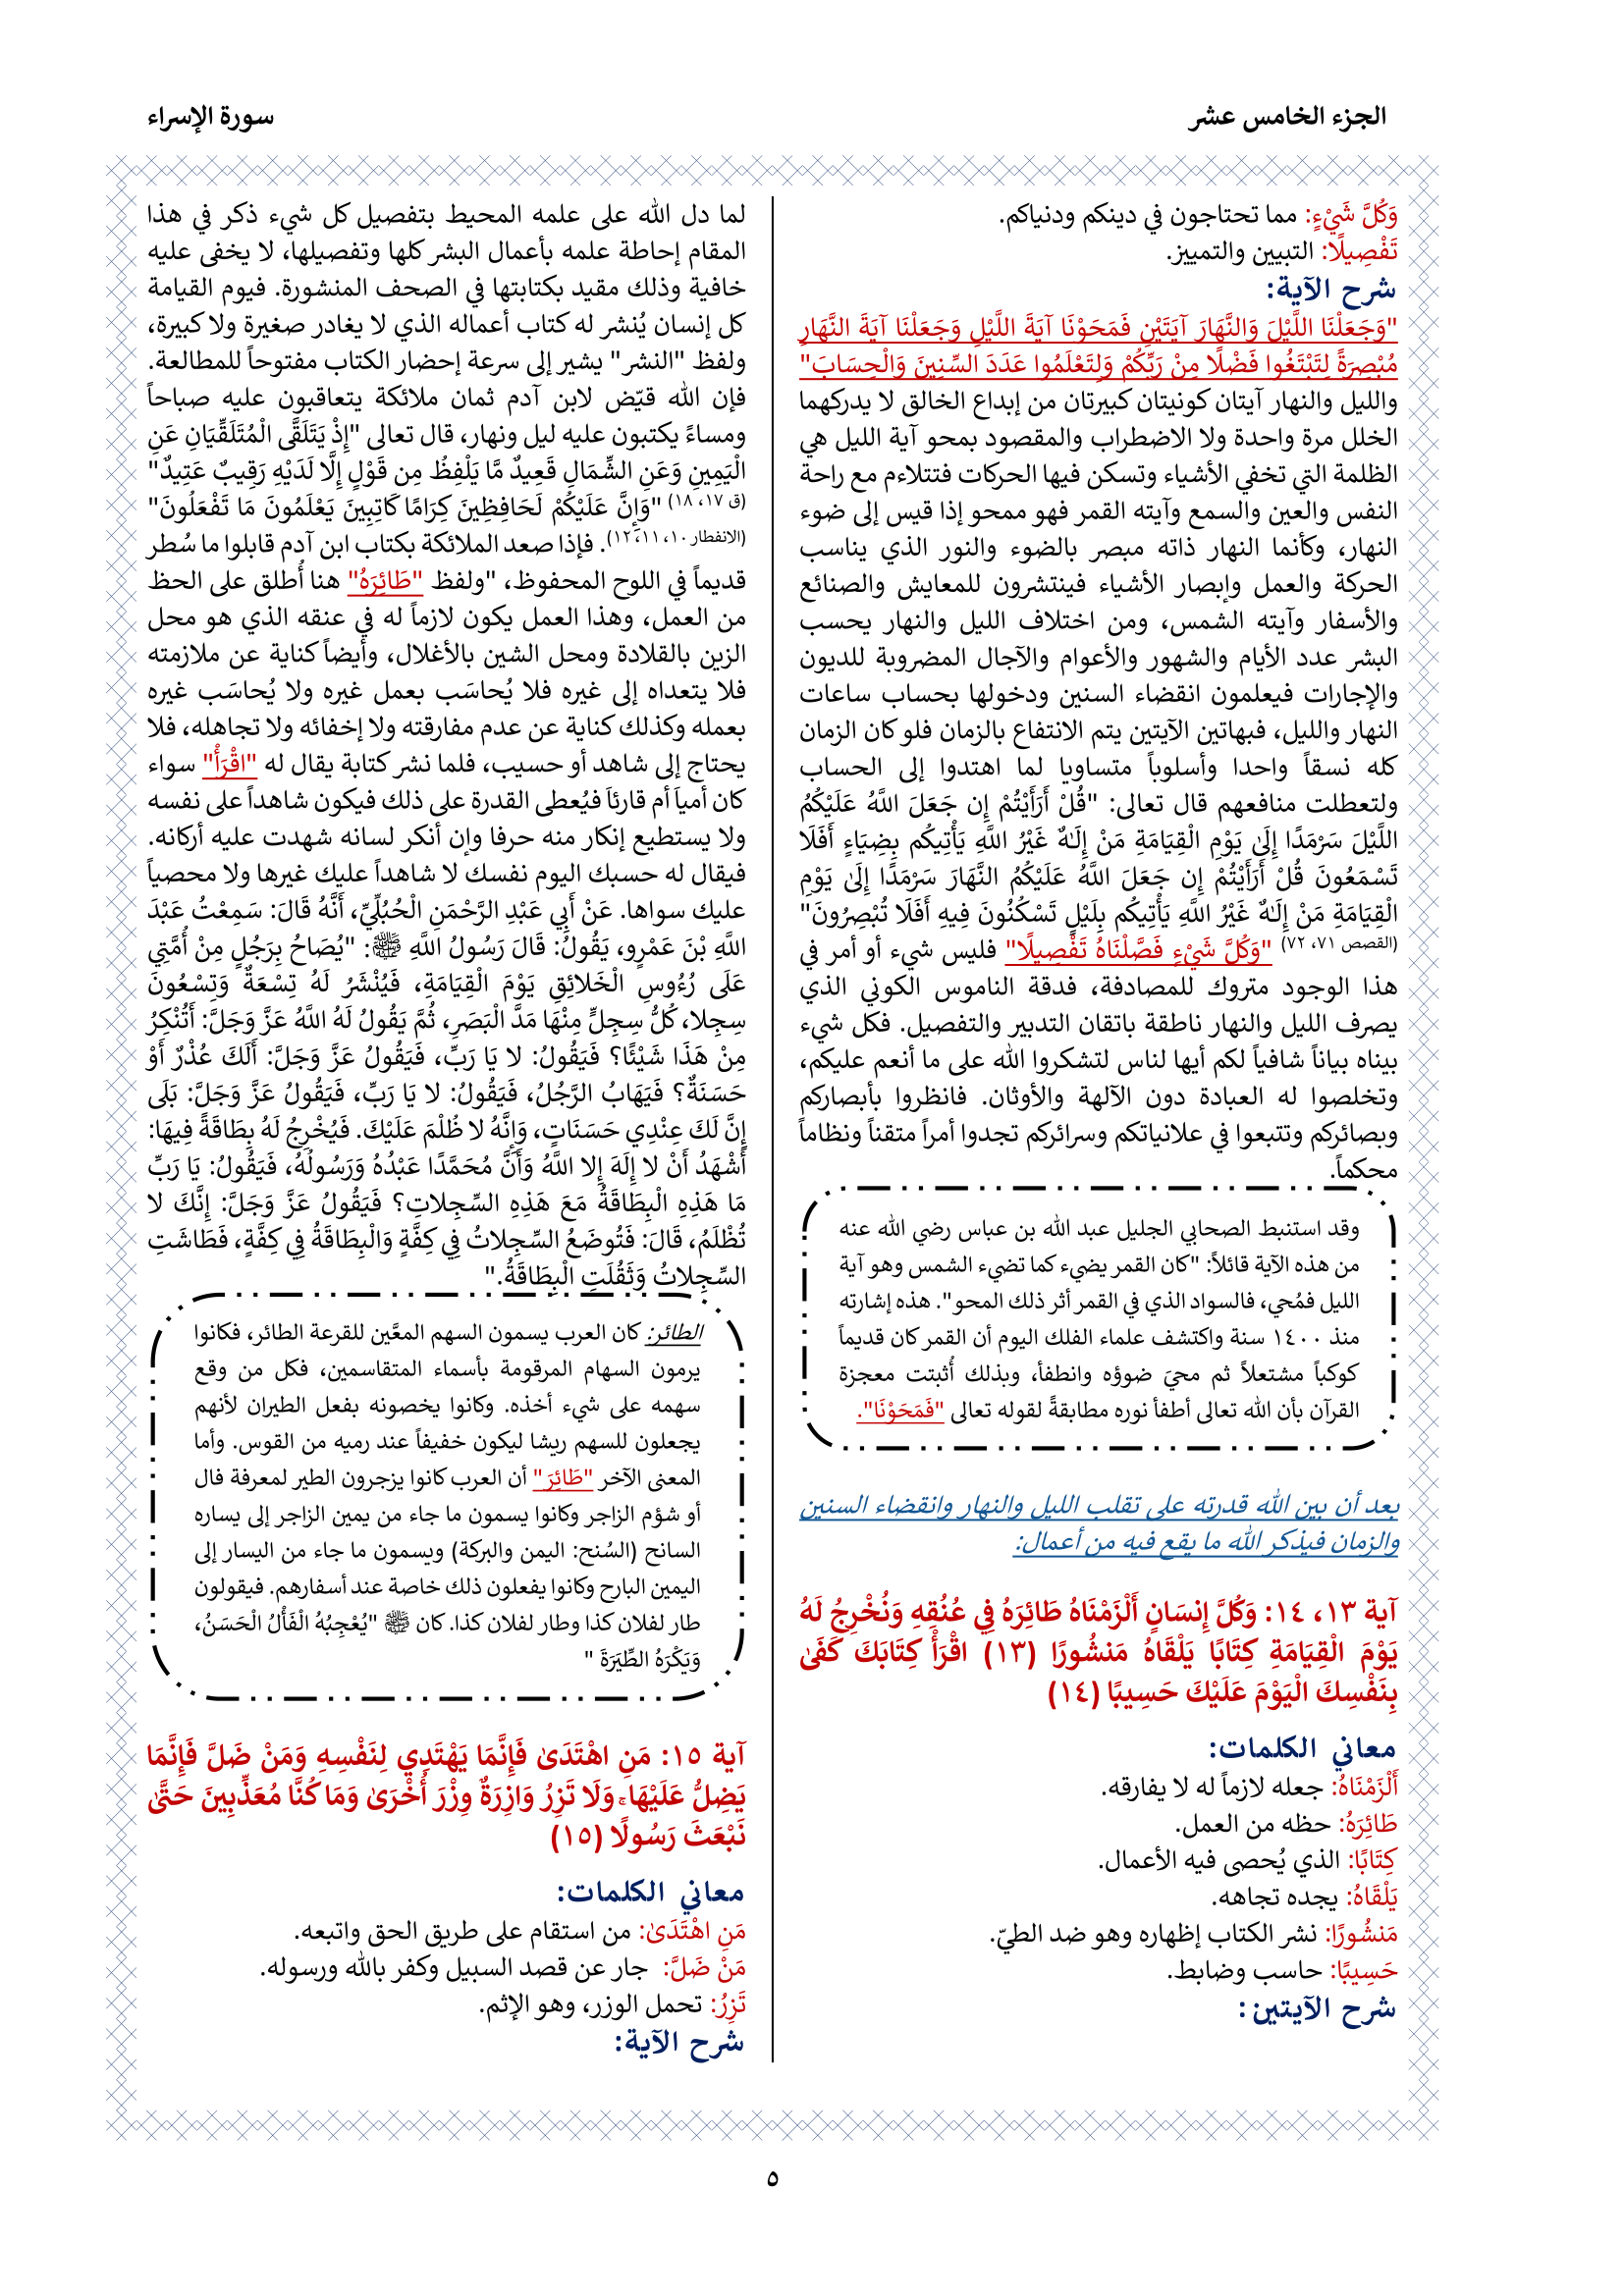 الجزء الخامس عشر
سورة الإسراء
وَكُلَّ شَيْءٍ: مما تحتاجون في دينكم ودنياكم.
تَفْصِيلًا: التبيين والتمييز.
شرح الآية:
"وَجَعَلْنَا اللَّيْلَ وَالنَّهَارَ آيَتَيْنِ فَمَحَوْنَا آيَةَ اللَّيْلِ وَجَعَلْنَا آيَةَ النَّهَارِ
مُبْصِرَةً لِتَبْتَغُوا فَضْلًا مِنْ رَبِّكُمْ وَلِتَعْلَمُوا عَدَدَ السِّنِينَ وَالْحِسَابَ"
والليل والنهار آيتان كونيتان كبيرتان من إبداع الخالق لا يدركهما
الخلل مرة واحدة ولا الاضطراب والمقصود بمحو آية الليل هي
الظلمة التي تخفي الأشياء وتسكن فيها الحركات فتتلاءم مع راحة
النفس والعين والسمع وآيته القمر فهو ممحو إذا قيس إلى ضوء
النهار، وكأنما النهار ذاته مبصر بالضوء والنور الذي يناسب
الحركة والعمل وإبصار الأشياء فينتشرون للمعايش والصنائع
والأسفار وآيته الشمس، ومن اختلاف الليل والنهار يحسب
البشر عدد الأيام والشهور والأعوام والآجال المضروبة للديون
والإجارات فيعلمون انقضاء السنين ودخولها بحساب ساعات
النهار والليل، فبهاتين الآيتين يتم الانتفاع بالزمان فلو كان الزمان
كله نسقاً واحدا وأسلوباً متساويا لما اهتدوا إلى الحساب
ولتعطلت منافعهم قال تعالى: "قُلْ أَرَأَيْتُمْ إِن جَعَلَ اللَّهُ عَلَيْكُمُ
اللَّيْلَ سَرْمَدًا إِلَىٰ يَوْمِ الْقِيَامَةِ مَنْ إِلَٰهٌ غَيْرُ اللَّهِ يَأْتِيكُم بِضِيَاءٍ أَفَلَا
تَسْمَعُونَ قُلْ أَرَأَيْتُمْ إِن جَعَلَ اللَّهُ عَلَيْكُمُ النَّهَارَ سَرْمَدًا إِلَىٰ يَوْمِ
الْقِيَامَةِ مَنْ إِلَٰهٌ غَيْرُ اللَّهِ يَأْتِيكُم بِلَيْلٍ تَسْكُنُونَ فِيهِ أَفَلَا تُبْصِرُونَ"
(القصص ٧١، ٧٢) "وَكُلَّ شَيْءٍ فَصَّلْنَاهُ تَفْصِيلًا" فليس شيء أو أمر في
هذا الوجود متروك للمصادفة، فدقة الناموس الكوني الذي
يصرف الليل والنهار ناطقة باتقان التدبير والتفصيل. فكل شيء
بيناه بياناً شافياً لكم أيها لناس لتشكروا الله على ما أنعم عليكم،
وتخلصوا له العبادة دون الآلهة والأوثان. فانظروا بأبصاركم
وبصائركم وتتبعوا في علانياتكم وسرائركم تجدوا أمراً متقناً ونظاماً
محكماً.
وقد استنبط الصحابي الجليل عبد الله بن عباس رضي الله عنه
من هذه الآية قائلاً: "كان القمر يضيء كما تضيء الشمس وهو آية
الليل فمُحي، فالسواد الذي في القمر أثر ذلك المحو". هذه إشارته
منذ ١٤٠٠ سنة واكتشف علماء الفلك اليوم أن القمر كان قديماً
كوكباً مشتعلاً ثم محيَ ضوؤه وانطفأ، وبذلك أثبتت معجزة
القرآن بأن الله تعالى أطفأ نوره مطابقةً لقوله تعالى "فَمَحَوْنَا".
بعد أن بين الله قدرته على تقلب الليل والنهار وانقضاء السنين
والزمان فيذكر الله ما يقع فيه من أعمال:
آية ١٣، ١٤: وَكُلَّ إِنسَانٍ أَلْزَمْنَاهُ طَائِرَهُ فِي عُنُقِهِ وَنُخْرِجُ لَهُ
يَوْمَ الْقِيَامَةِ كِتَابًا يَلْقَاهُ مَنشُورًا (١٣) اقْرَأْ كِتَابَكَ كَفَىٰ
بِنَفْسِكَ الْيَوْمَ عَلَيْكَ حَسِيبًا (١٤)
معاني الكلمات:
أَلْزَمْنَاهُ: جعله لازماً له لا يفارقه.
طَائِرَهُ: حظه من العمل.
كِتَابًا: الذي يُحصى فيه الأعمال.
يَلْقَاهُ: يجده تجاهه.
مَنشُورًا: نشر الكتاب إظهاره وهو ضد الطيّ.
حَسِيبًا: حاسب وضابط.
شرح الآيتين:
لما دل الله على علمه المحيط بتفصيل كل شيء ذكر في هذا
المقام إحاطة علمه بأعمال البشر كلها وتفصيلها، لا يخفى عليه
خافية وذلك مقيد بكتابتها في الصحف المنشورة. فيوم القيامة
كل إنسان يُنشر له كتاب أعماله الذي لا يغادر صغيرة ولا كبيرة،
ولفظ "النشر" يشير إلى سرعة إحضار الكتاب مفتوحاً للمطالعة.
فإن الله قيّض لابن آدم ثمان ملائكة يتعاقبون عليه صباحاً
ومساءً يكتبون عليه ليل ونهار، قال تعالى "إِذْ يَتَلَقَّى الْمُتَلَقِّيَانِ عَنِ
الْيَمِينِ وَعَنِ الشِّمَالِ قَعِيدٌ مَّا يَلْفِظُ مِن قَوْلٍ إِلَّا لَدَيْهِ رَقِيبٌ عَتِيدٌ"
(ق ١٧، ١٨) "وَإِنَّ عَلَيْكُمْ لَحَافِظِينَ كِرَامًا كَاتِبِينَ يَعْلَمُونَ مَا تَفْعَلُونَ"
(الانفطار ١٠، ١١، ١٢). فإذا صعد الملائكة بكتاب ابن آدم قابلوا ما سُطر
قديماً في اللوح المحفوظ، "ولفظ "طَائِرَهُ" هنا أُطلق على الحظ
من العمل، وهذا العمل يكون لازماً له في عنقه الذي هو محل
الزين بالقلادة ومحل الشين بالأغلال، وأيضاً كناية عن ملازمته
فلا يتعداه إلى غيره فلا يُحاسَب بعمل غيره ولا يُحاسَب غيره
بعمله وكذلك كناية عن عدم مفارقته ولا إخفائه ولا تجاهله، فلا
يحتاج إلى شاهد أو حسيب، فلما نشر كتابة يقال له "اقْرَأْ" سواء
كان أمياً أم قارئاً فيُعطى القدرة على ذلك فيكون شاهداً على نفسه
ولا يستطيع إنكار منه حرفا وإن أنكر لسانه شهدت عليه أركانه.
فيقال له حسبك اليوم نفسك لا شاهداً عليك غيرها ولا محصياً
عليك سواها. عَنْ أَبِي عَبْدِ الرَّحْمَنِ الْحُبُلِّيِّ، أَنَّهُ قَالَ: سَمِعْتُ عَبْدَ
اللَّهِ بْنَ عَمْرٍو، يَقُولُ: قَالَ رَسُولُ اللَّهِ ﷺ: "يُصَاحُ بِرَجُلٍ مِنْ أُمَّتِي
عَلَى رُءُوسِ الْخَلائِقِ يَوْمَ الْقِيَامَةِ، فَيُنْشَرُ لَهُ تِسْعَةٌ وَتِسْعُونَ
سِجِلا، كُلُّ سِجِلٍّ مِنْهَا مَدَّ الْبَصَرِ، ثُمَّ يَقُولُ لَهُ اللَّهُ عَزَّ وَجَلَّ: أَتُنْكِرُ
مِنْ هَذَا شَيْئًا؟ فَيَقُولُ: لا يَا رَبِّ، فَيَقُولُ عَزَّ وَجَلَّ: أَلَكَ عُذْرٌ أَوْ
حَسَنَةٌ؟ فَيَهَابُ الرَّجُلُ، فَيَقُولُ: لا يَا رَبِّ، فَيَقُولُ عَزَّ وَجَلَّ: بَلَى
إِنَّ لَكَ عِنْدِي حَسَنَاتٍ، وَإِنَّهُ لا ظُلْمَ عَلَيْكَ. فَيُخْرِجُ لَهُ بِطَاقَةً فِيهَا:
أَشْهَدُ أَنْ لا إِلَهَ إِلا اللَّهُ وَأَنَّ مُحَمَّدًا عَبْدُهُ وَرَسُولُهُ، فَيَقُولُ: يَا رَبِّ
مَا هَذِهِ الْبِطَاقَةُ مَعَ هَذِهِ السِّجِلاتِ؟ فَيَقُولُ عَزَّ وَجَلَّ: إِنَّكَ لا
تُظْلَمُ، قَالَ: فَتُوضَعُ السِّجِلاتُ فِي كِفَّةٍ وَالْبِطَاقَةُ فِي كِفَّةٍ، فَطَاشَتِ
السِّجِلاتُ وَثَقُلَتِ الْبِطَاقَةُ."
الطائر: كان العرب يسمون السهم المعَّين للقرعة الطائر، فكانوا
يرمون السهام المرقومة بأسماء المتقاسمين، فكل من وقع
سهمه على شيء أخذه. وكانوا يخصونه بفعل الطيران لأنهم
يجعلون للسهم ريشا ليكون خفيفاً عند رميه من القوس. وأما
المعنى الآخر "طَائِرَ" أن العرب كانوا يزجرون الطير لمعرفة فال
أو شؤم الزاجر وكانوا يسمون ما جاء من يمين الزاجر إلى يساره
السانح (السُنح: اليمن والبركة) ويسمون ما جاء من اليسار إلى
اليمين البارح وكانوا يفعلون ذلك خاصة عند أسفارهم. فيقولون
طار لفلان كذا وطار لفلان كذا. كان ﷺ "يُعْجِبُهُ الْفَأْلُ الْحَسَنُ،
وَيَكْرَهُ الطِّيَرَةَ "
آية ١٥: مَنِ اهْتَدَىٰ فَإِنَّمَا يَهْتَدِي لِنَفْسِهِ وَمَنْ ضَلَّ فَإِنَّمَا
يَضِلُّ عَلَيْهَا ۚ وَلَا تَزِرُ وَازِرَةٌ وِزْرَ أُخْرَىٰ وَمَا كُنَّا مُعَذِّبِينَ حَتَّىٰ
نَبْعَثَ رَسُولًا (١٥)
معاني الكلمات:
مَنِ اهْتَدَىٰ: من استقام على طريق الحق واتبعه.
مَنْ ضَلَّ: جار عن قصد السبيل وكفر بالله ورسوله.
تَزِرُ: تحمل الوزر، وهو الإثم.
شرح الآية:
٥